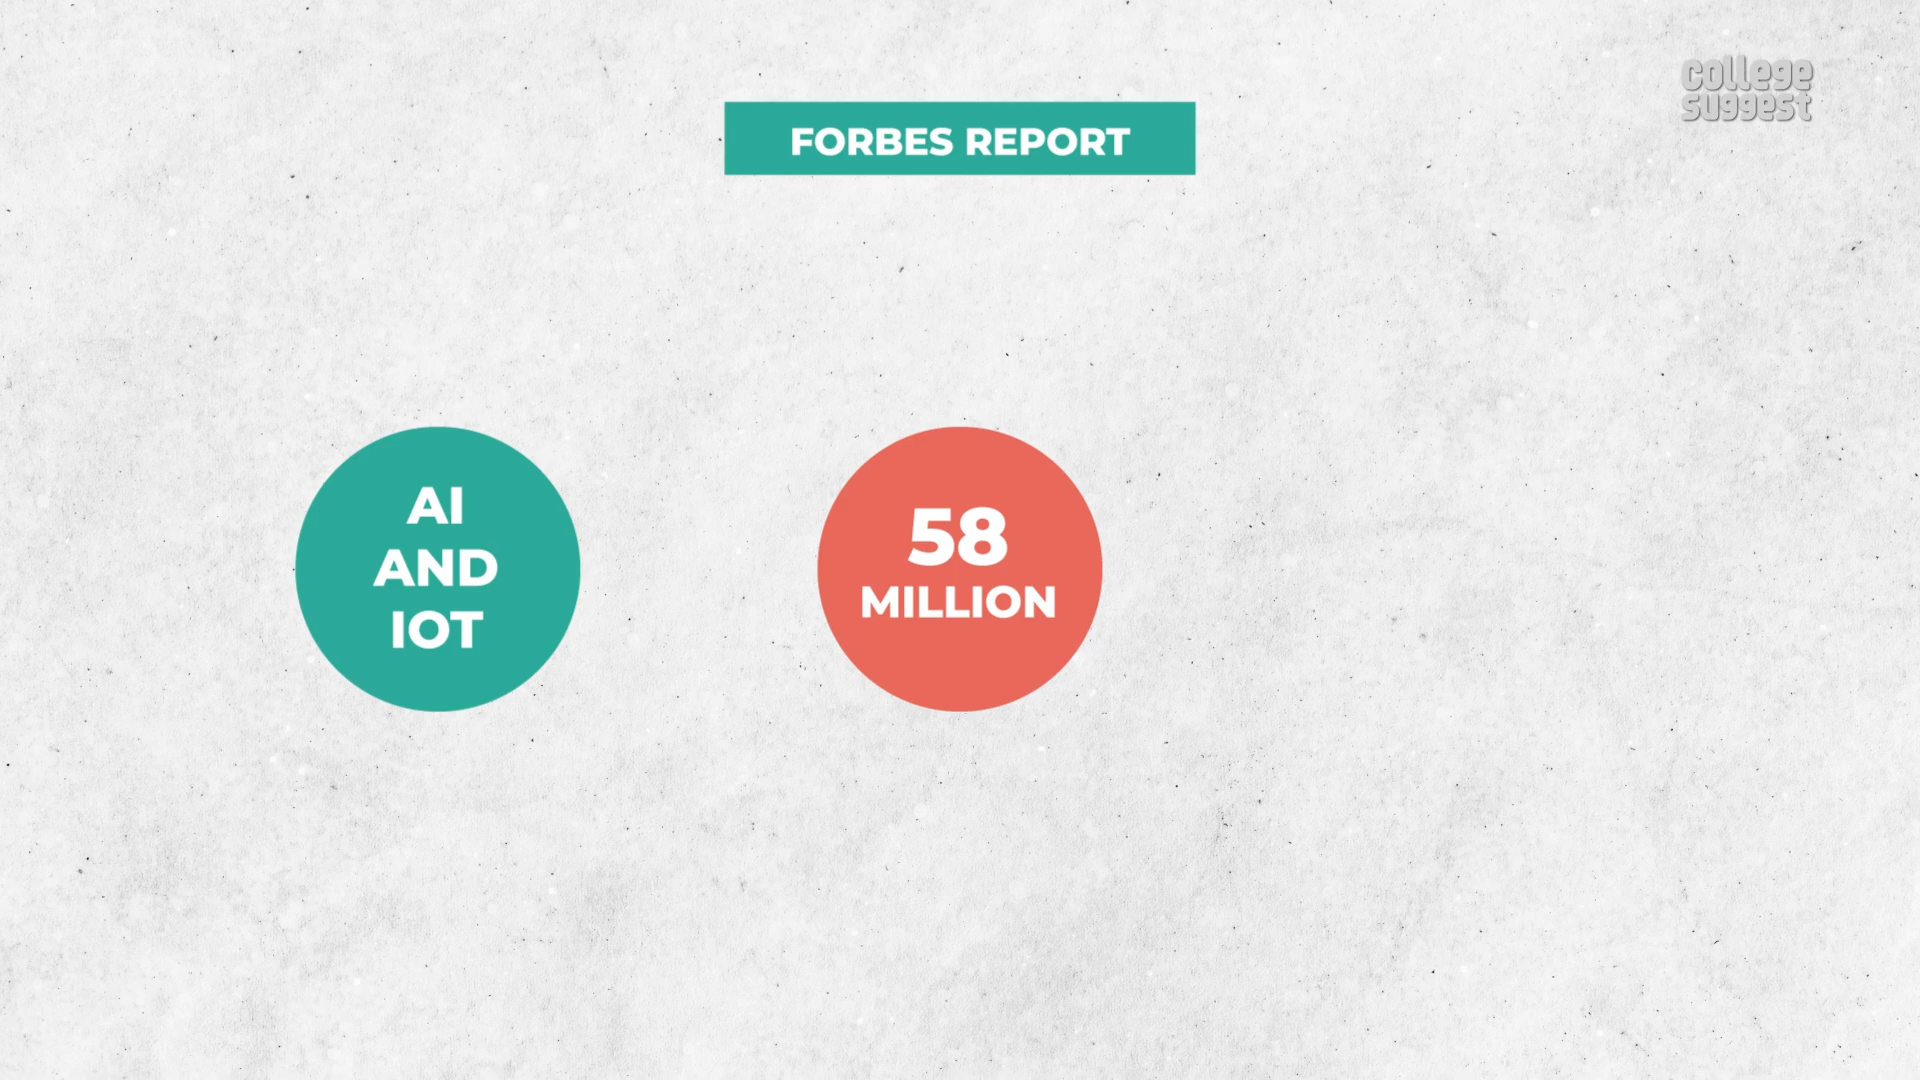 college
suggest
FORBES REPORT
AI
AND
IOT
58
MILLION